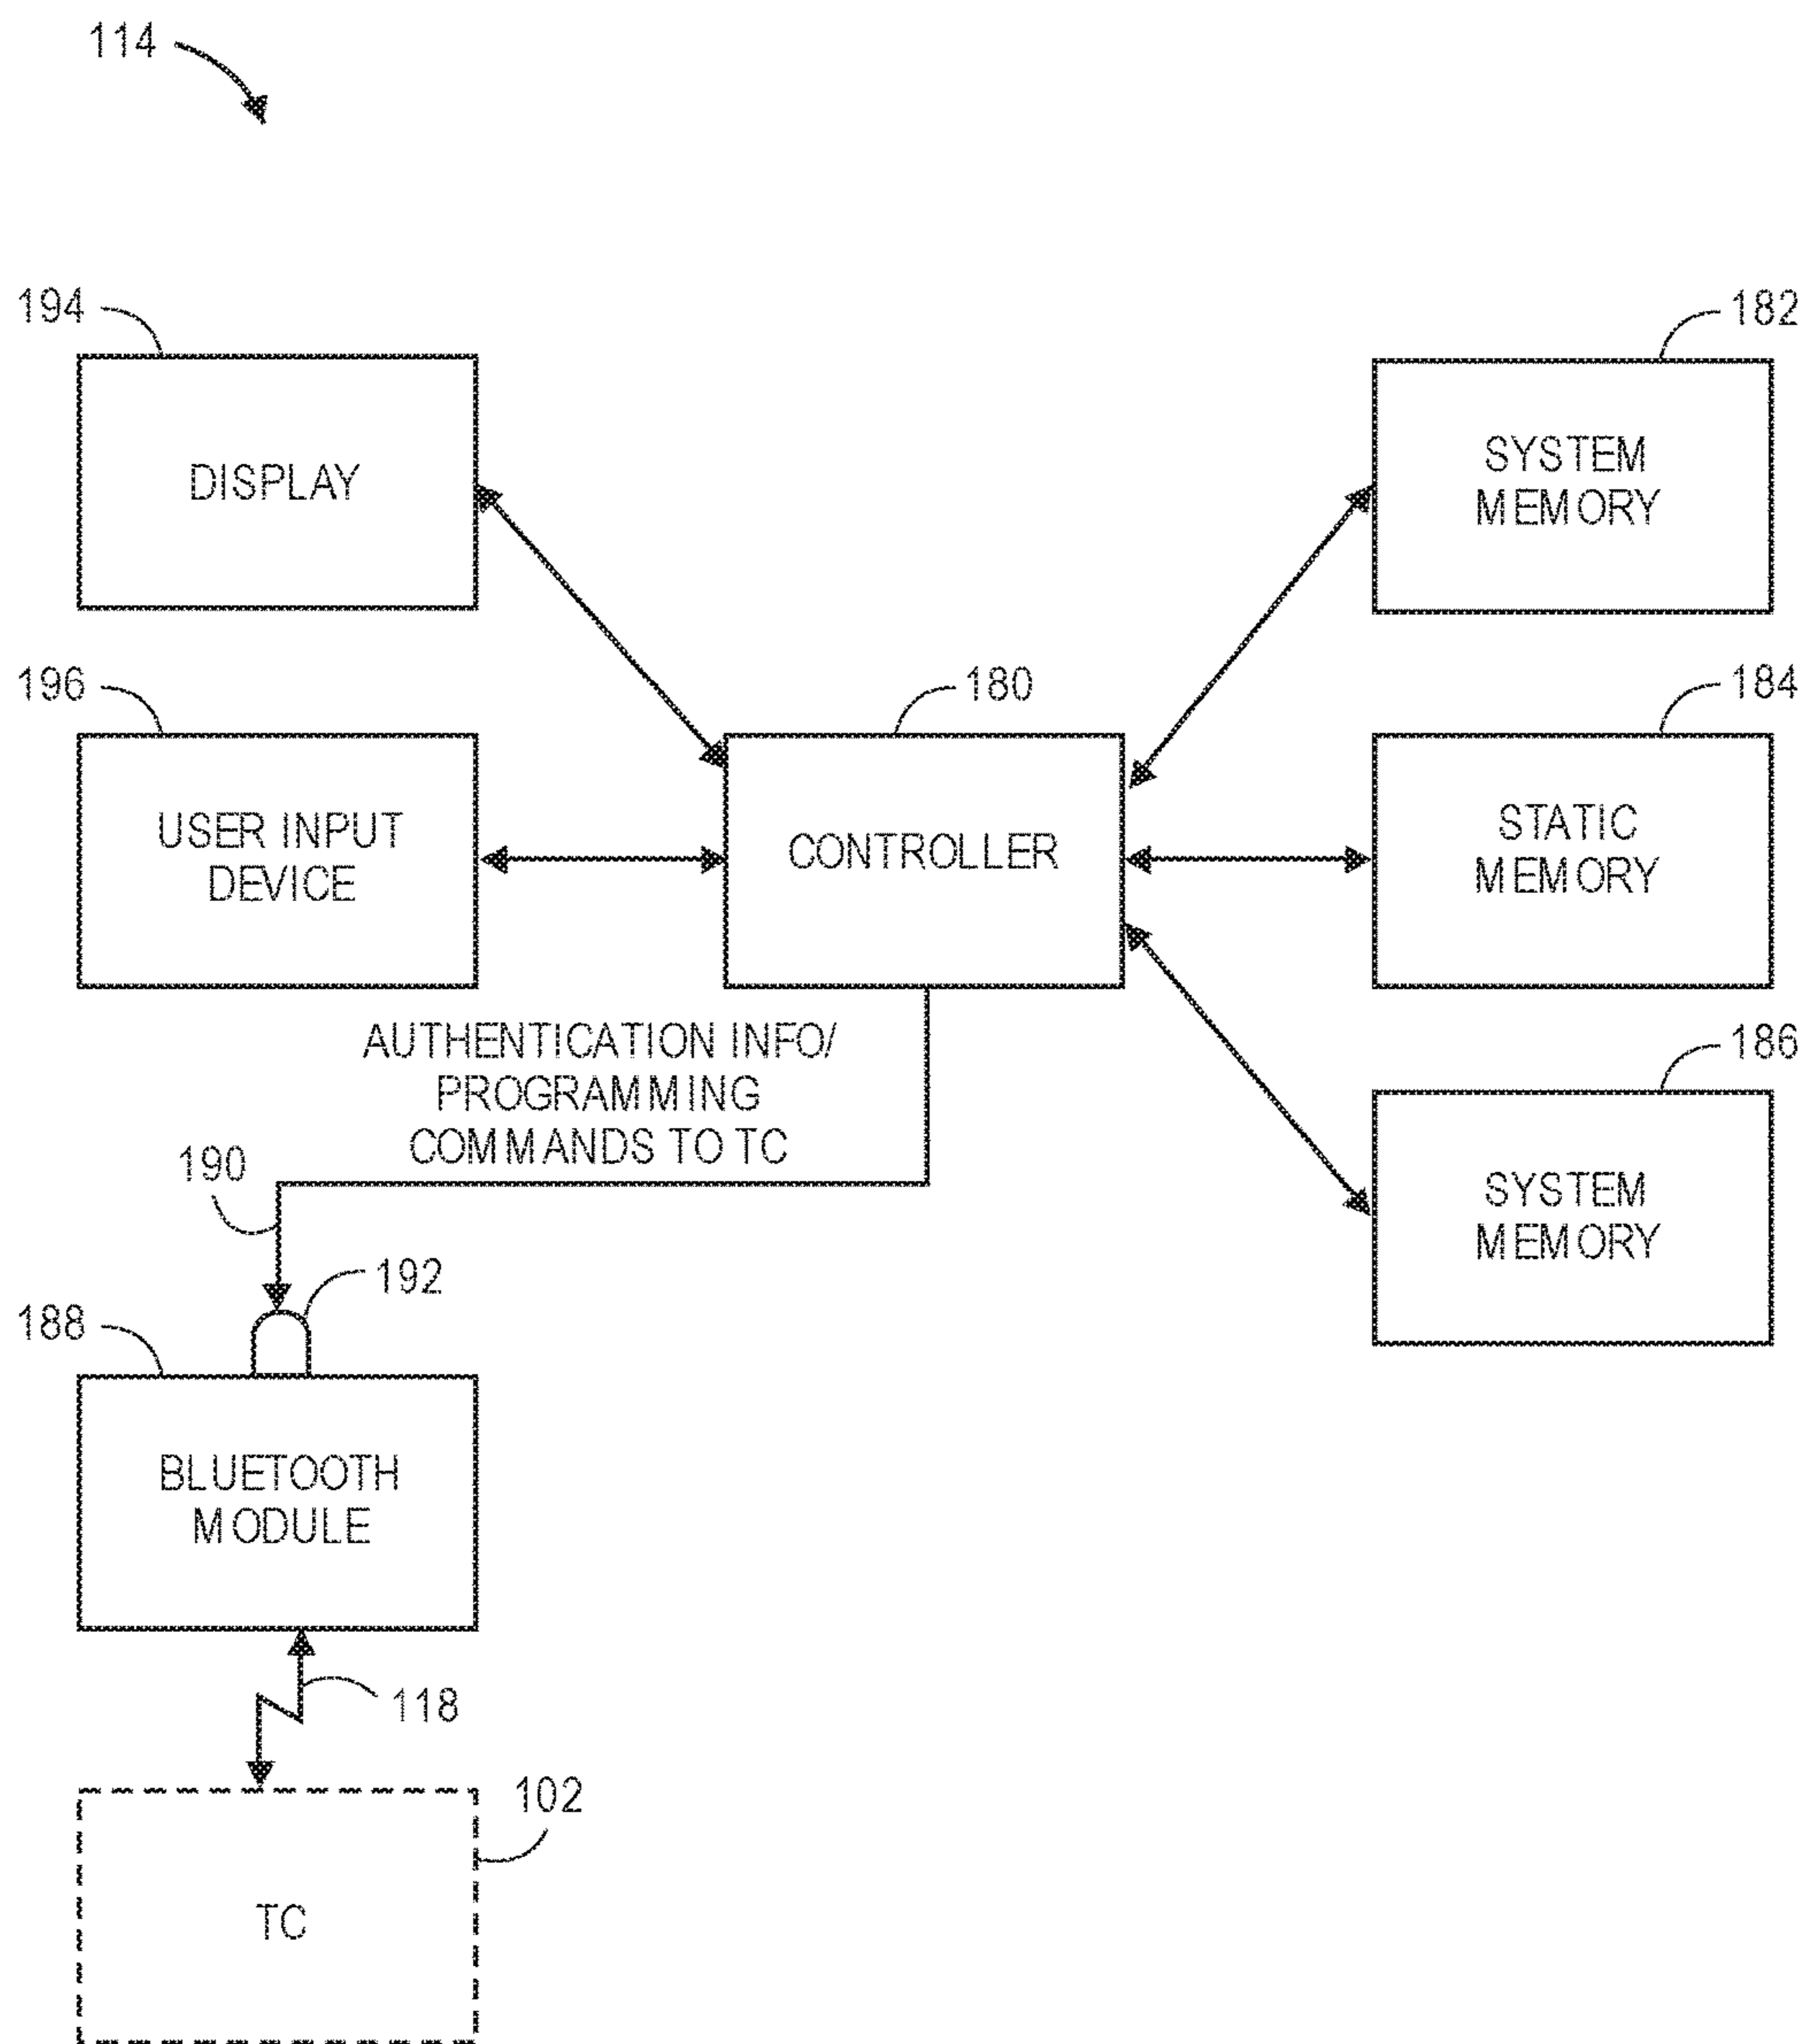 114
194
182
DISPLAY
SYSTEM
MEMORY
196
180
184
USER INPUT
DEVICE
CONTROLLER
STATIC
MEMORY
AUTHENTICATION INFO/
PROGRAMMING
COMMANDS TO TC
186
190
SYSTEM
MEMORY
192
188
BLUETOOTH
MODULE
118
102
TC